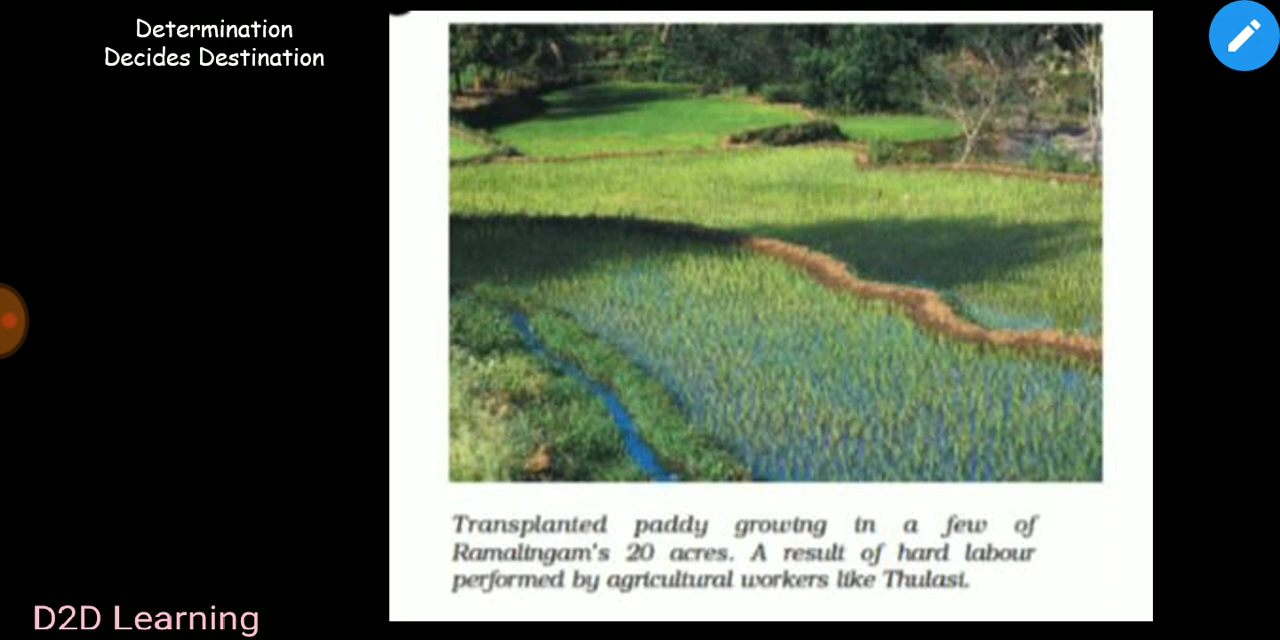 Determination
Decides Destination
Transplanted paddy growing in a few of
Ramalingam's 20 acres. A result of hard labour
performed by agricultural workers like Thulasi.
D2D Learning